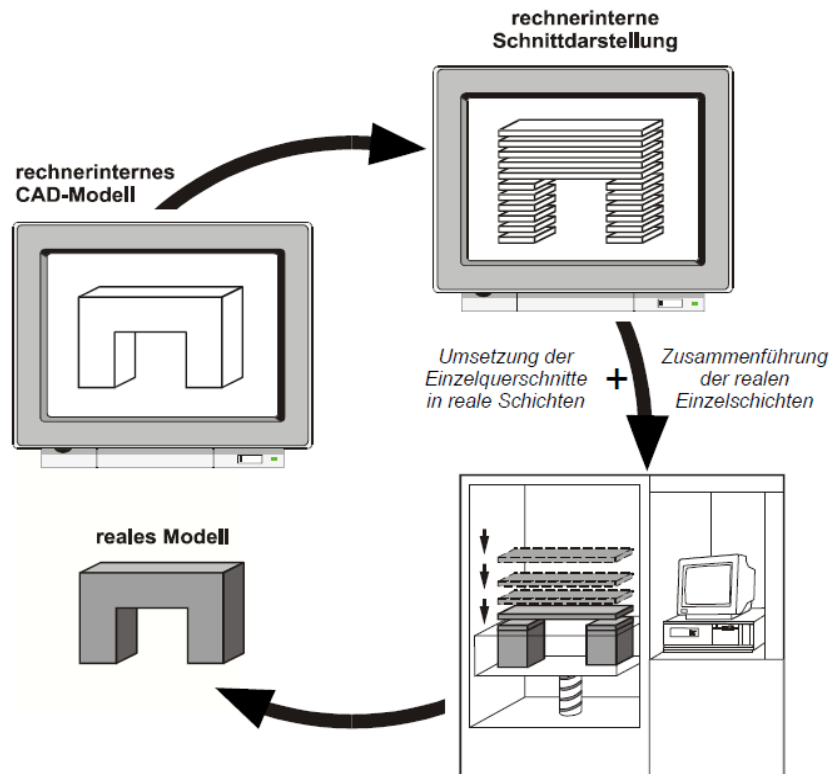 rechnerinterne
Schnittdarstellung
rechnerinternes
CAD-Modell
Umsetzung der
Einzelquerschnitte
in reale Schichten
+
Zusammenführung
der realen
Einzelschichten
reales Modell